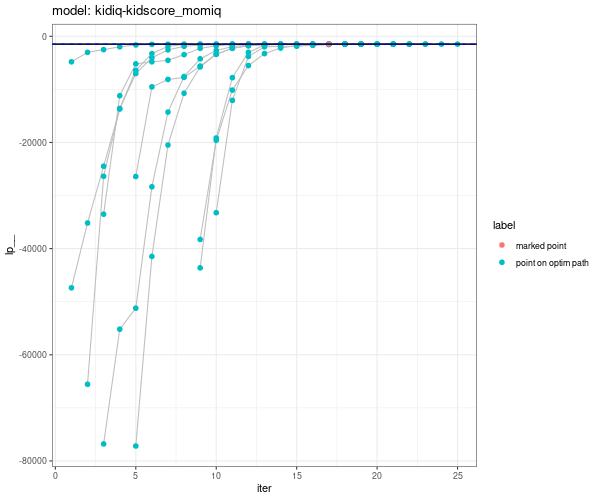 model: kidiq-kidscore_momiq
0
-20000
-40000
-60000
-80000
lp__
0
5
10
15
20
25
iter
label
marked point
point on optim path